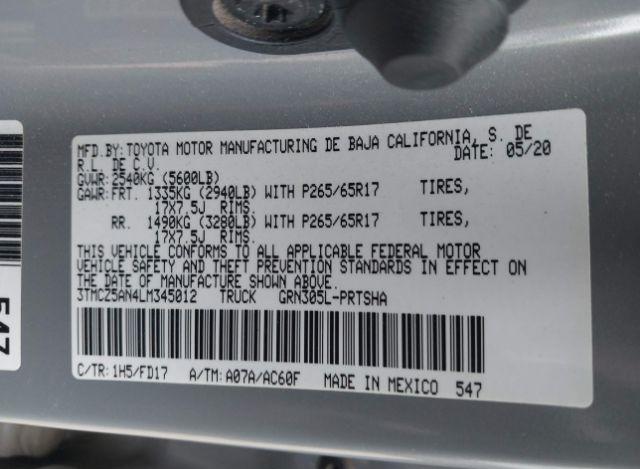 MFD.BY: TOYOTA MOTOR MANUFACTURING DE BAJA CALIFORNIA, S. DE
R.L. DE C.V. DATE: 05/20
GVWR: 2540KG (5600LB)
GAWR: FRT. 1335KG (2940LB) WITH P265/65R17 TIRES,
17X7.5J RIMS.
RR. 1490KG (3280LB) WITH P265/65R17 TIRES,
17X7.5J RIMS.
THIS VEHICLE CONFORMS TO ALL APPLICABLE FEDERAL MOTOR
VEHICLE SAFETY AND THEFT PREVENTION STANDARDS IN EFFECT ON
THE DATE OF MANUFACTURE SHOWN ABOVE.
3TMCZ5AN4LM345012 TRUCK GRN305L-PRTSHA
C/TR: 1H5/FD17 A/TM: A07A/AC60F MADE IN MEXICO 547
547